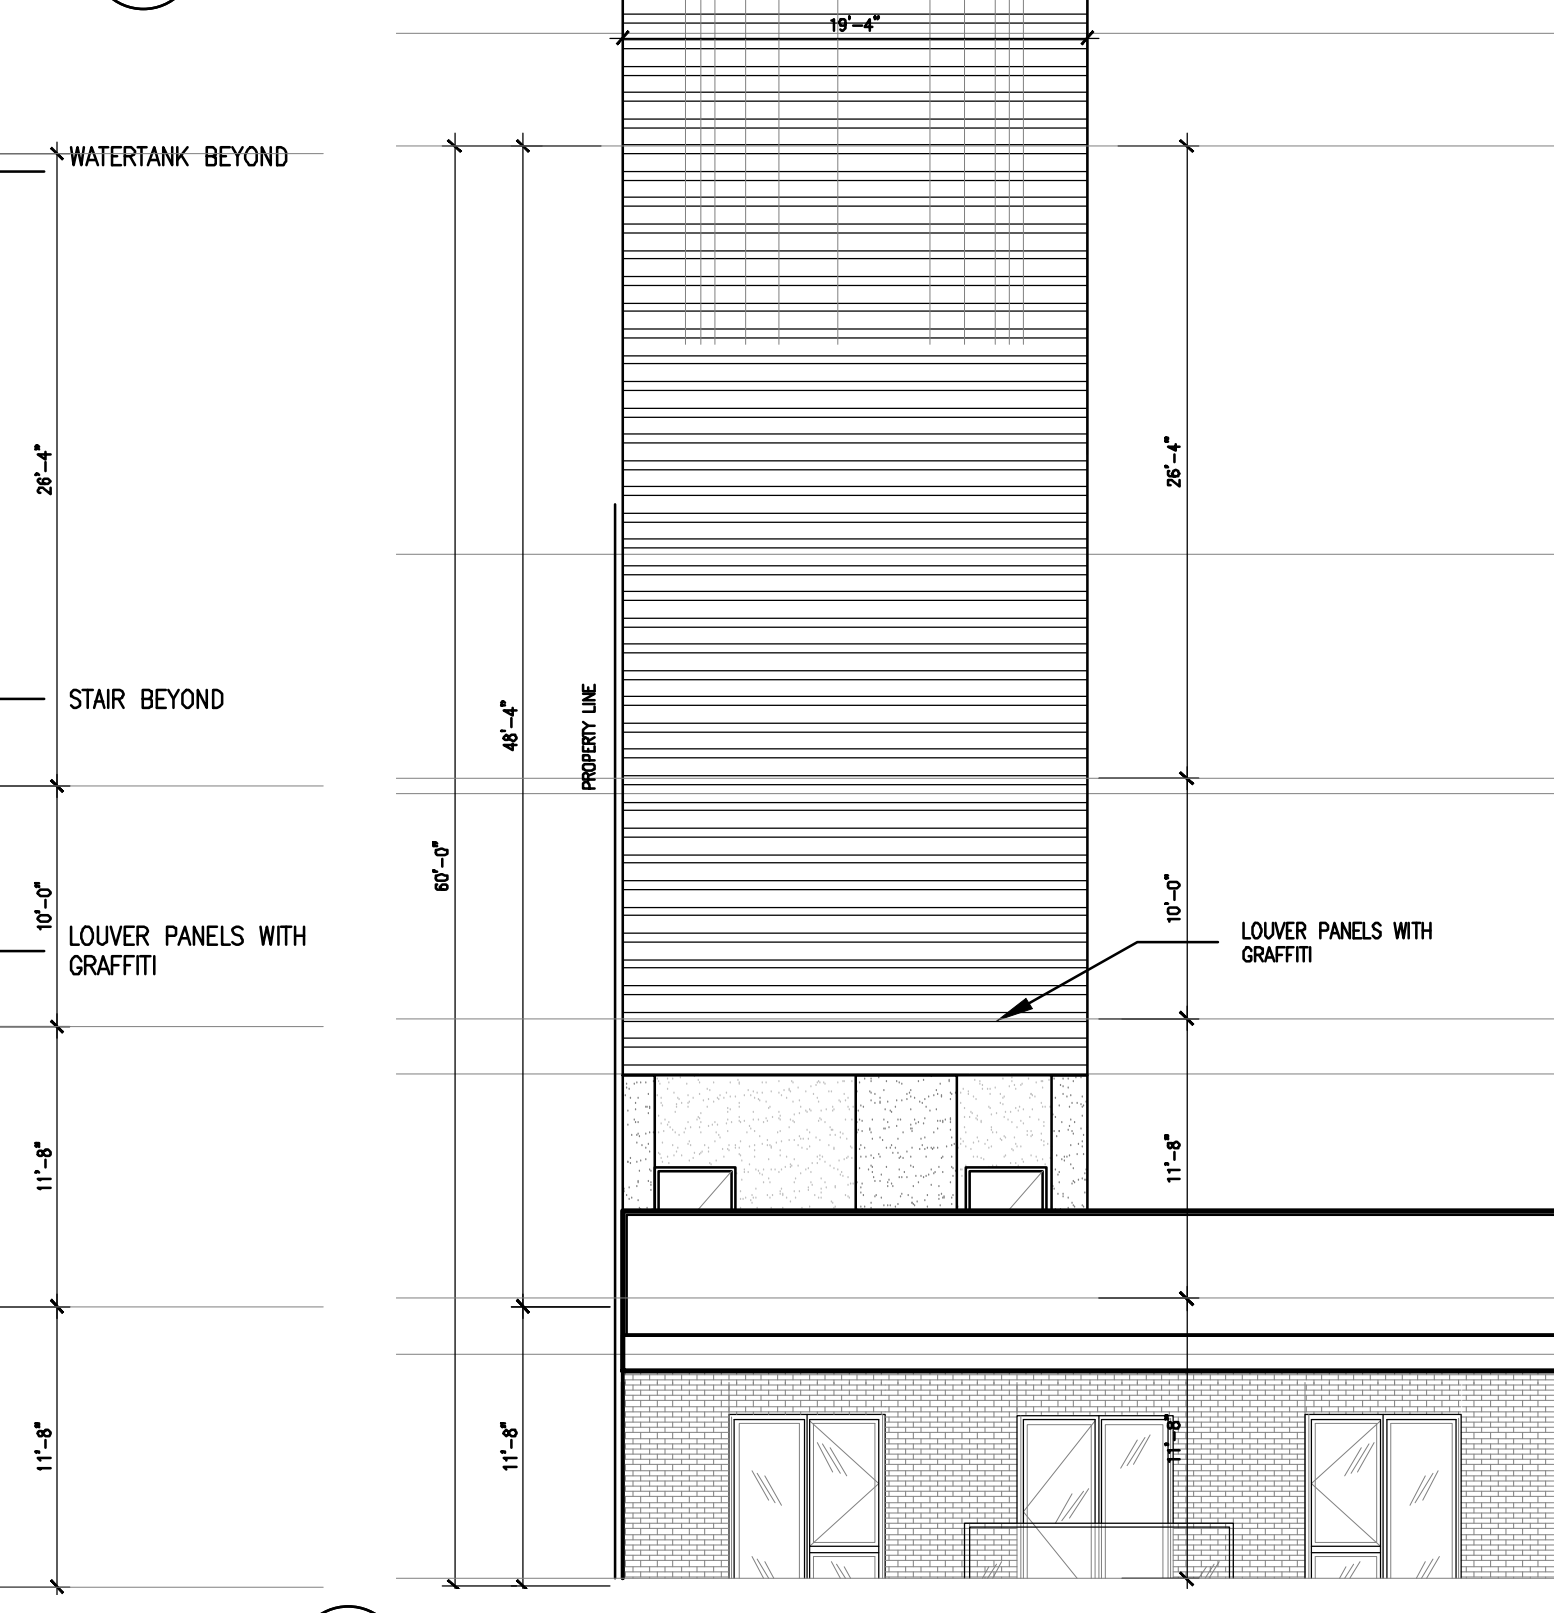 19'-4"
WATERTANK BEYOND
26'-4"
26'-4"
STAIR BEYOND
48'-4"
PROPERTY LINE
60'-0"
10'-0"
10'-0"
LOUVER PANELS WITH
GRAFFITI
LOUVER PANELS WITH
GRAFFITI
11'-8"
11'-8"
11'-8"
11'-8"
11'-8"